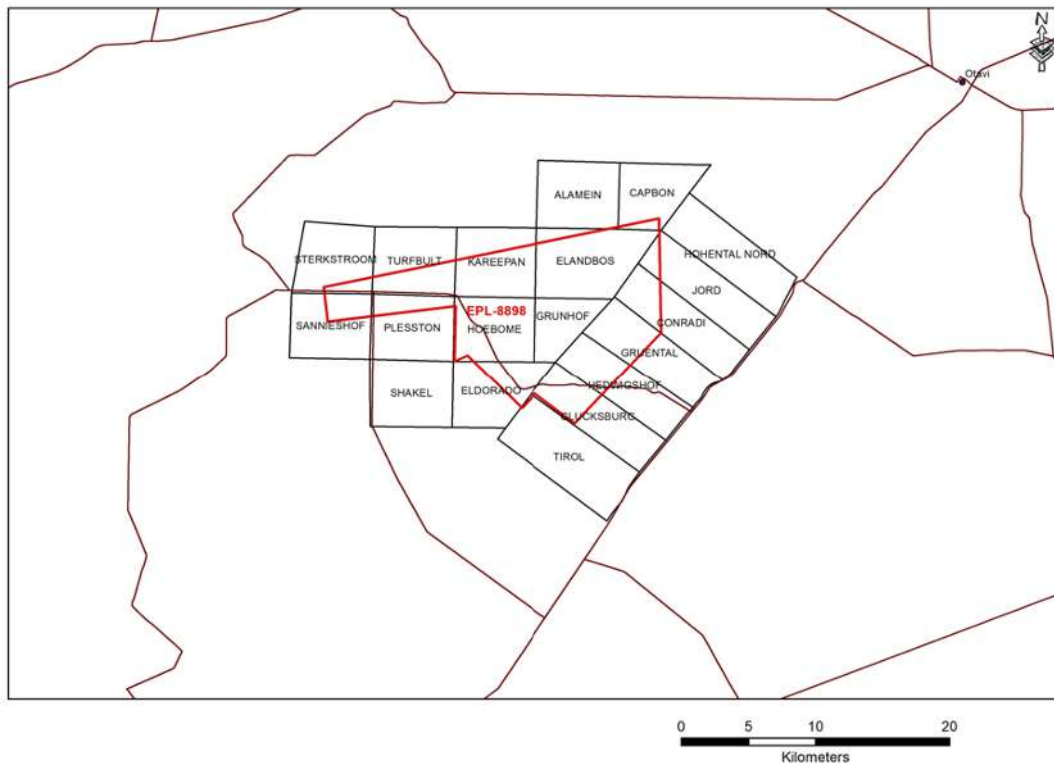 N
Otavi
ALAMEIN
CAPBON
HOHENTAL NORD
STERKSTROOM
TURFBULT
KAREEPAN
ELANDBOS
JORD
EPL-8898
SANNIESHOF
PLESSTON
HOEBOME
GRUNHOF
CONRADI
GRUENTAL
HEDWIGSHOF
SHAKEL
ELDORADO
GLUCKSBURG
TIROL
0 5 10 20
Kilometers